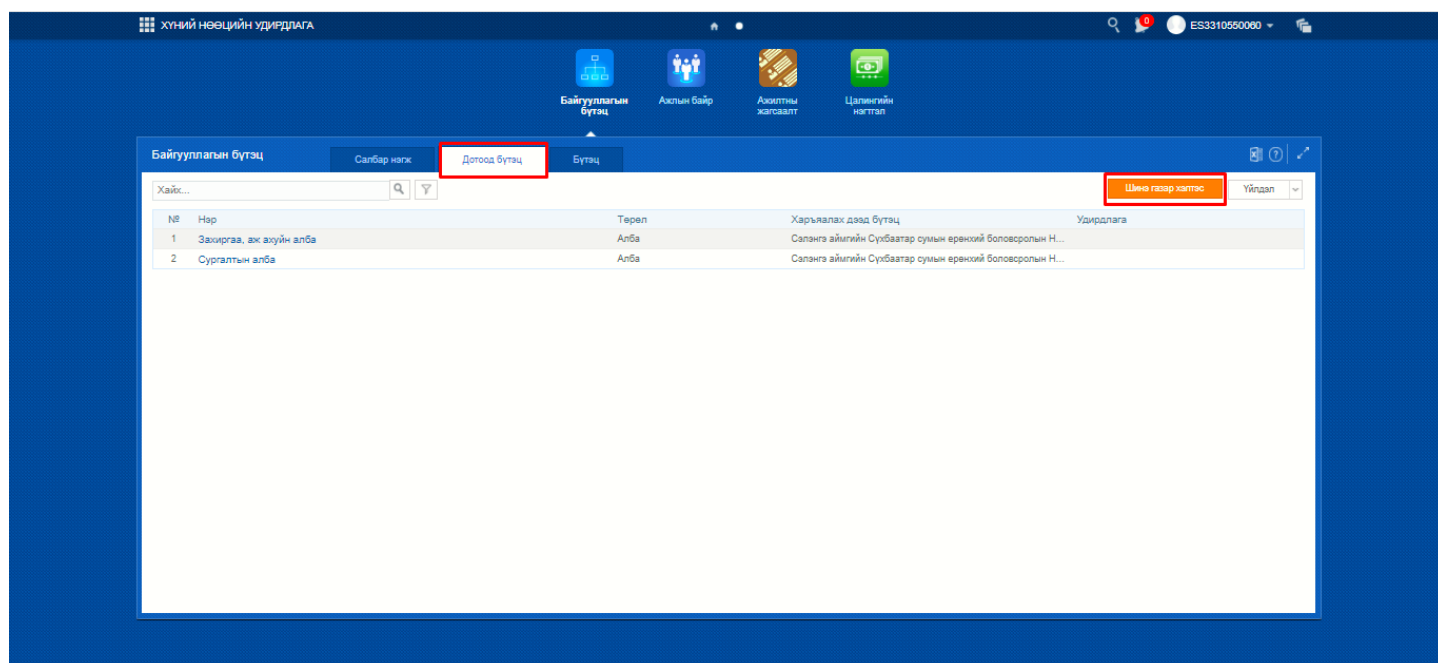 ХҮНИЙ НӨӨЦИЙН УДИРДЛАГА
0
ES3310550060
Байгууллагын бүтэц
Ажлын байр
Ажилтны жагсаалт
Цалингийн нэгтгэл
Байгууллагын бүтэц
Салбар нэгж
Дотоод бүтэц
Бүтэц
Хайх...
Шинэ газар хэлтэс
Үйлдэл
№ Нэр Төрөл Харъяалах дээд бүтэц Удирдлага
1 Захиргаа, аж ахуйн алба Алба Сэлэнгэ аймгийн Сүхбаатар сумын ерөнхий боловсролын Н...
2 Сургалтын алба Алба Сэлэнгэ аймгийн Сүхбаатар сумын ерөнхий боловсролын Н...